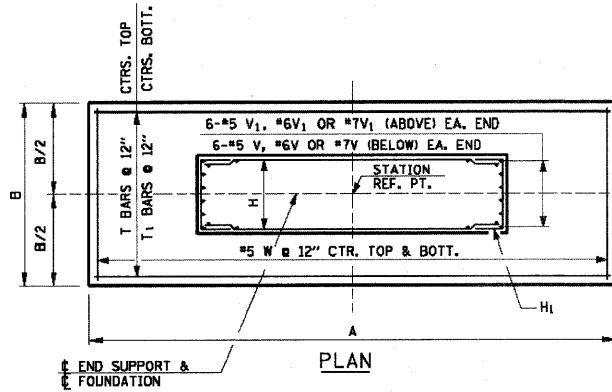 CTRS. TOP
CTRS. BOTT.
T BARS @ 12"
T₁ BARS @ 12"
B
B/2
B/2
6-#5 V₁, #6V₁ OR #7V₁ (ABOVE) EA. END
6-#5 V, #6V OR #7V (BELOW) EA. END
STATION
REF. PT.
H
#5 W @ 12" CTR. TOP & BOTT.
H₁
A
℄ END SUPPORT &
℄ FOUNDATION
PLAN